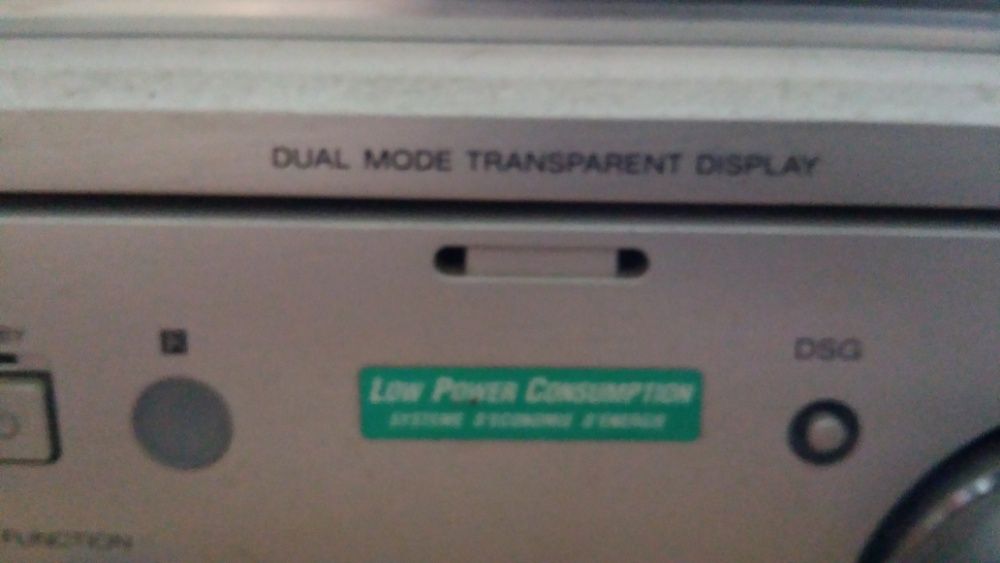 DUAL MODE TRANSPARENT DISPLAY
DSG
LOW POWER CONSUMPTION
SYSTEME D'ECONOMIE D'ENERGIE
FUNCTION